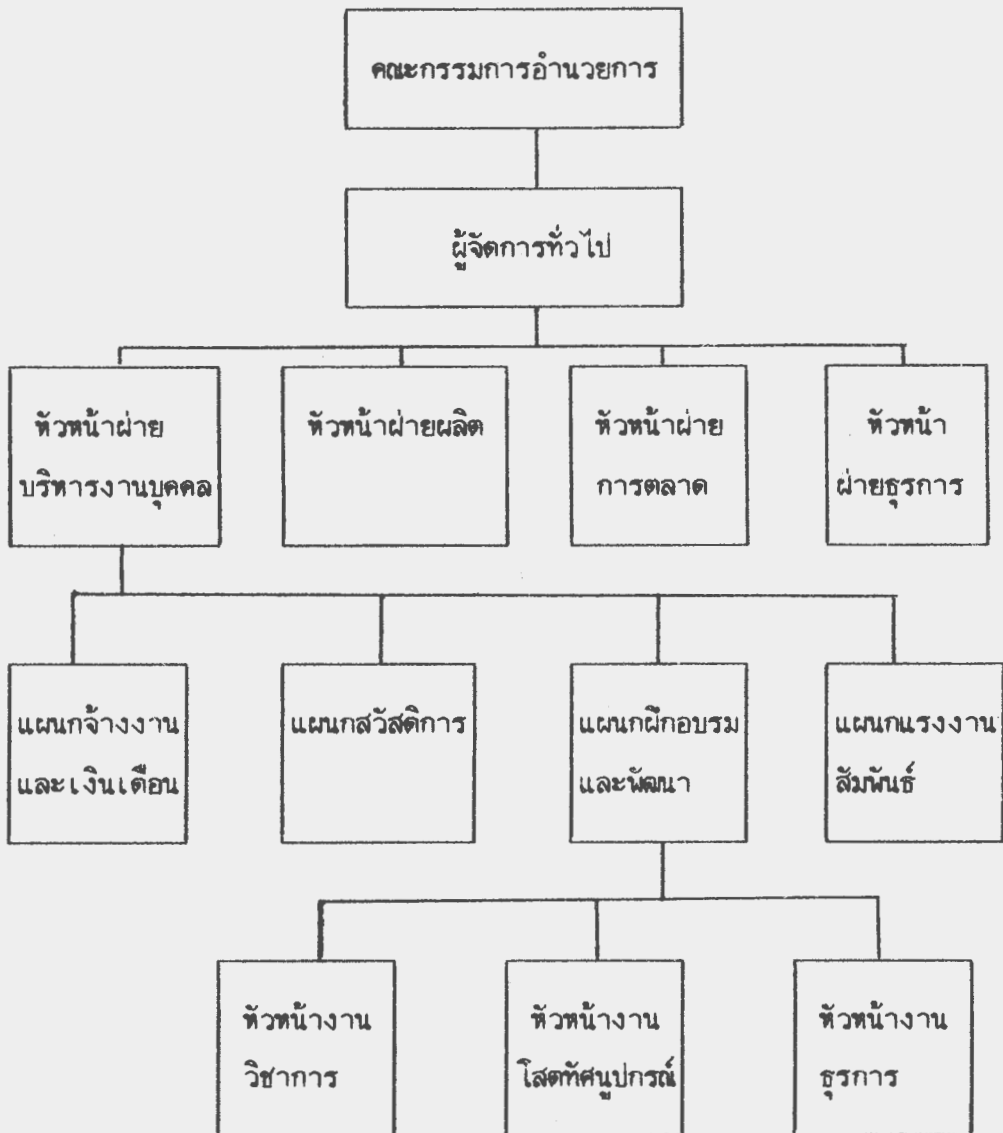 คณะกรรมการอำนวยการ
ผู้จัดการทั่วไป
หัวหน้าฝ่าย
บริหารงานบุคคล
หัวหน้าฝ่ายผลิต
หัวหน้าฝ่าย
การตลาด
หัวหน้า
ฝ่ายธุรการ
แผนกจ้างงาน
และเงินเดือน
แผนกสวัสดิการ
แผนกฝึกอบรม
และพัฒนา
แผนกแรงงาน
สัมพันธ์
หัวหน้างาน
วิชาการ
หัวหน้างาน
โสตทัศนูปกรณ์
หัวหน้างาน
ธุรการ